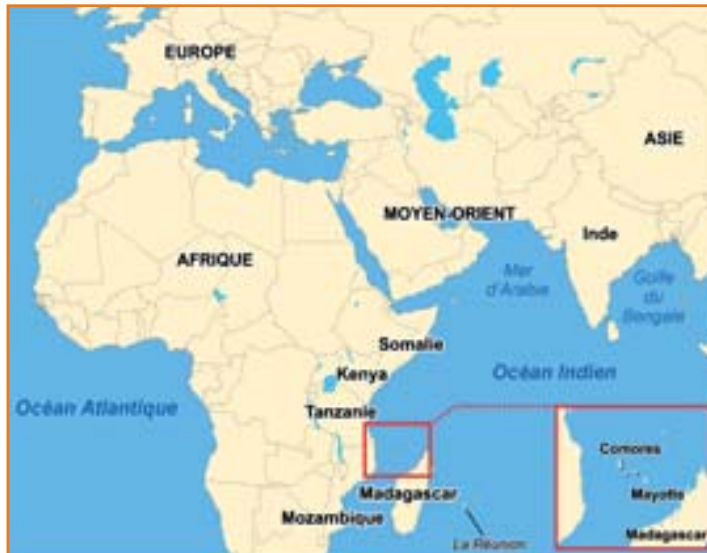 EUROPE
ASIE
MOYEN-ORIENT
Inde
AFRIQUE
Mer
d'Arabie
Golfe
du
Bengale
Somalie
Kenya
Océan Indien
Tanzanie
Océan Atlantique
Comores
Mayotte
Madagascar
Mozambique
Madagascar
La Réunion